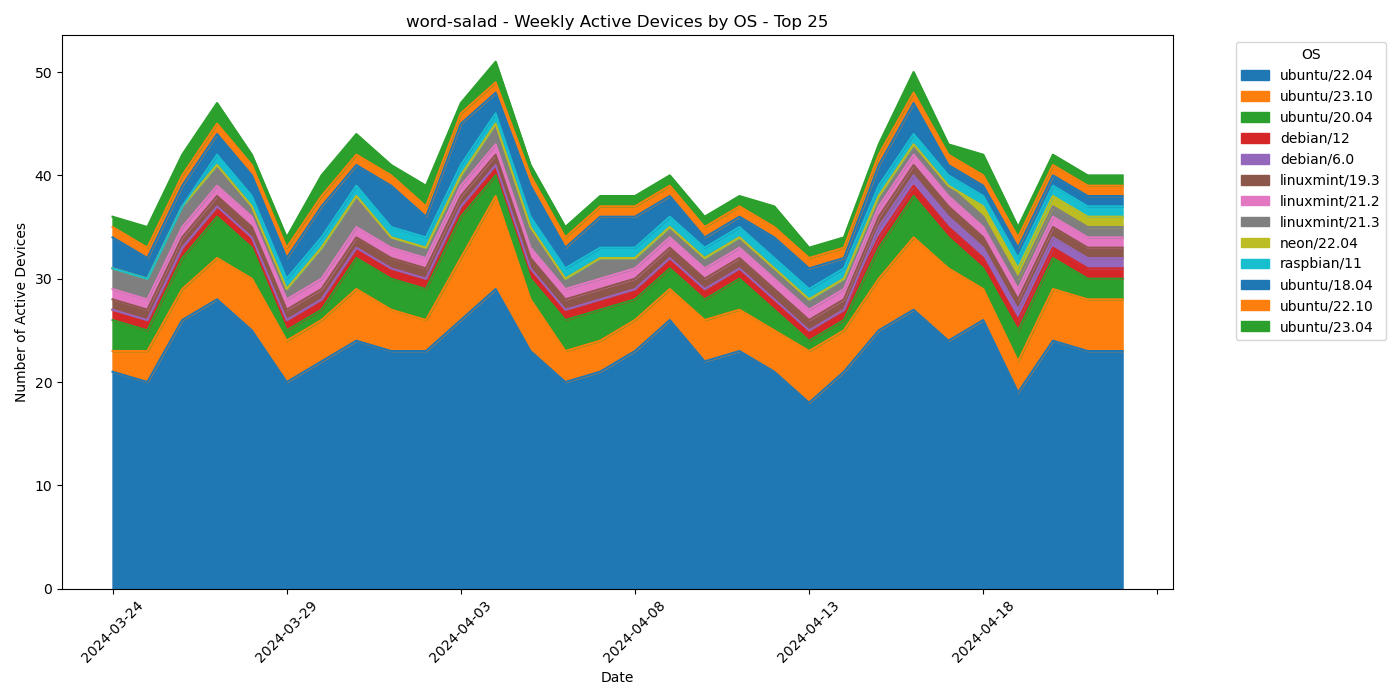 word-salad - Weekly Active Devices by OS - Top 25
OS
ubuntu/22.04
ubuntu/23.10
ubuntu/20.04
debian/12
debian/6.0
linuxmint/19.3
linuxmint/21.2
linuxmint/21.3
neon/22.04
raspbian/11
ubuntu/18.04
ubuntu/22.10
ubuntu/23.04
Number of Active Devices
50
40
30
20
10
0
2024-03-24
2024-03-29
2024-04-03
2024-04-08
2024-04-13
2024-04-18
Date